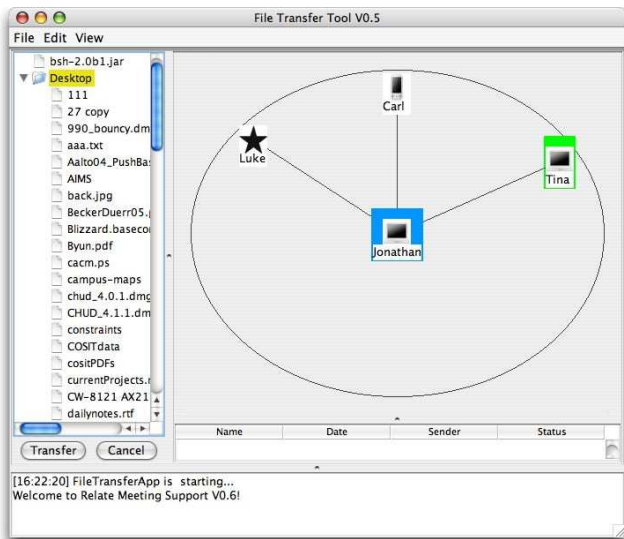 File Transfer Tool V0.5
File Edit View
bsh-2.0b1.jar
Desktop
111
27 copy
990_bouncy.dm
aaa.txt
Aalto04_PushBa
AIMS
back.jpg
BeckerDuerr05.
Blizzard.baseco
Byun.pdf
cacm.ps
campus-maps
chud_4.0.1.dmg
CHUD_4.1.1.dm
constraints
COSITdata
cositPDFs
currentProjects.
CW-8121 AX21
dailynotes.rtf
Transfer Cancel
Carl
Luke
Tina
Jonathan
Name Date Sender Status
[16:22:20] FileTransferApp is starting...
Welcome to Relate Meeting Support V0.6!